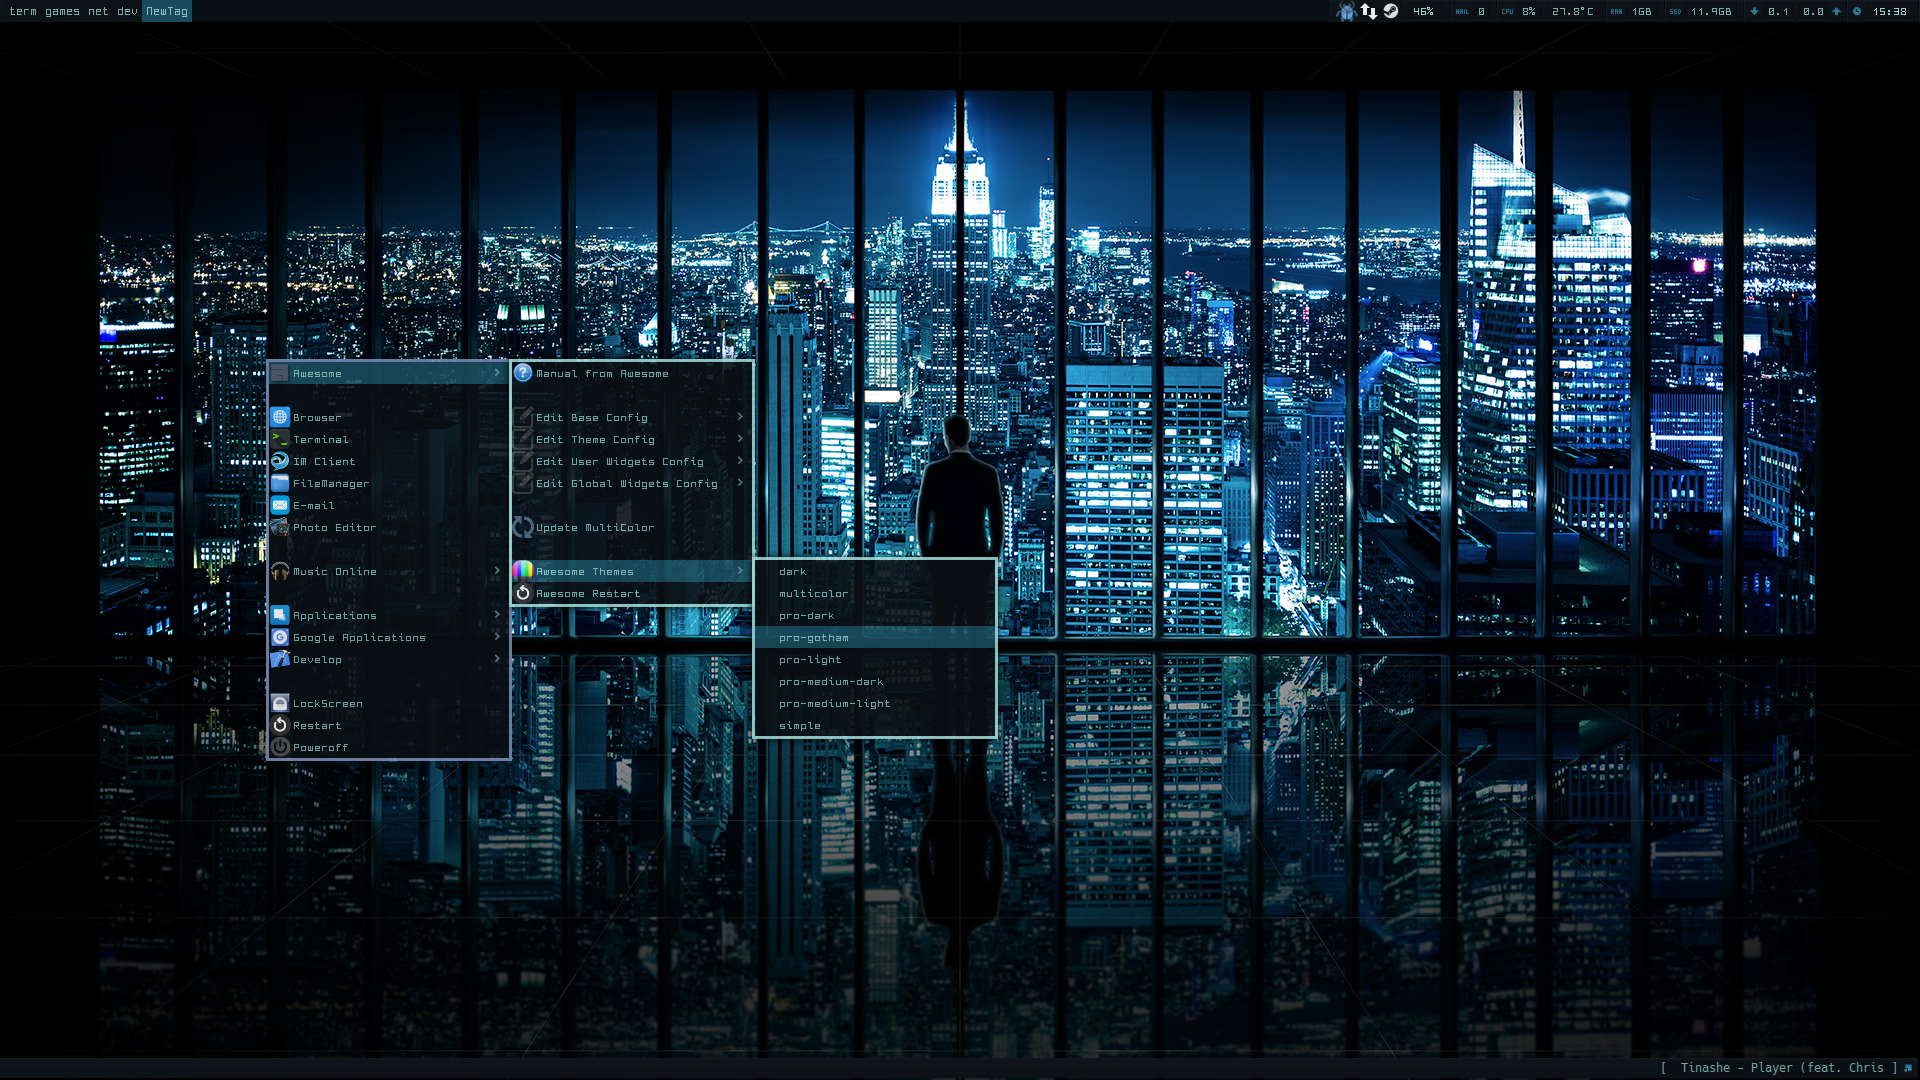 term games net dev NewTag
46% MAIL 0 CPU 8% 27.8°C RAM 1GB SSD 11.9GB 0.1 0.0 15:38
Awesome
Browser
Terminal
IM Client
FileManager
E-mail
Photo Editor
Music Online
Applications
Google Applications
Develop
LockScreen
Restart
Poweroff
Manual from Awesome
Edit Base Config
Edit Theme Config
Edit User Widgets Config
Edit Global Widgets Config
Update MultiColor
Awesome Themes
Awesome Restart
dark
multicolor
pro-dark
pro-gotham
pro-light
pro-medium-dark
pro-medium-light
simple
[ Tinashe - Player (feat. Chris ]